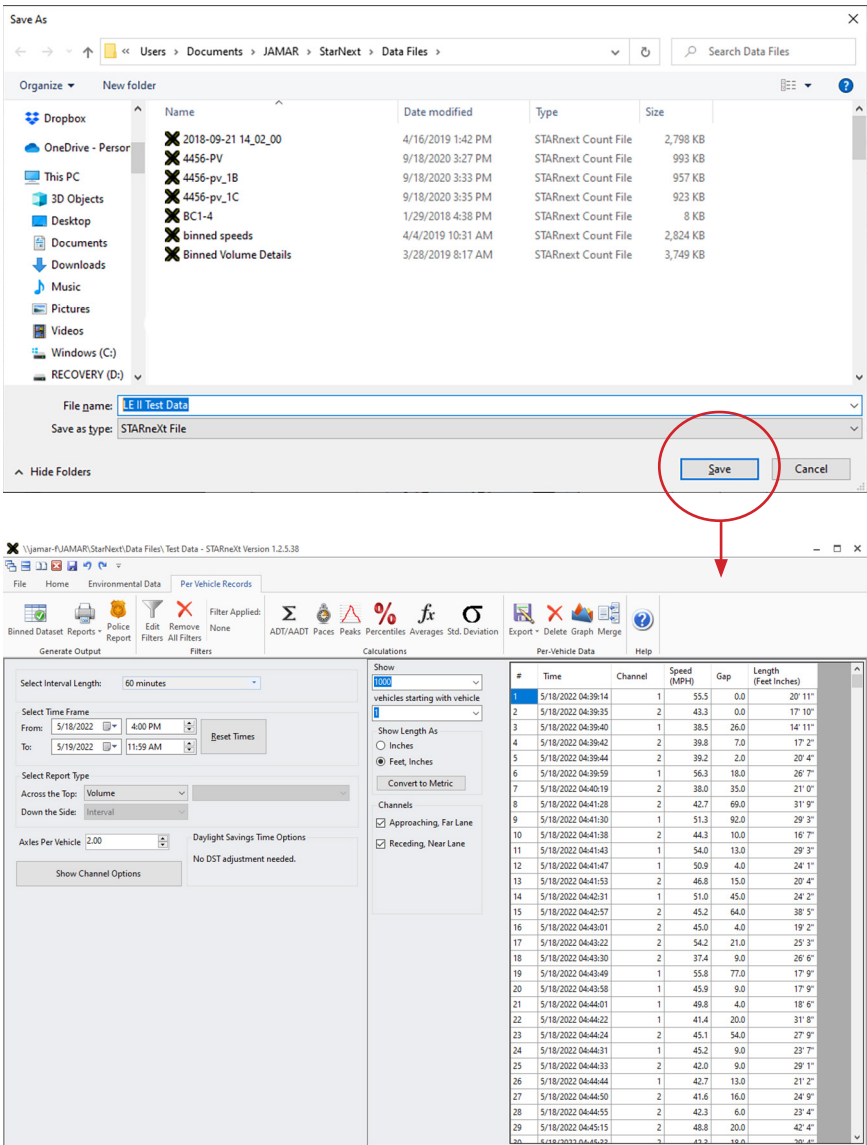 Save As
« Users > Documents > JAMAR > StarNext > Data Files >
Search Data Files
Organize
New folder
Name Date modified Type Size
Dropbox
OneDrive - Person
This PC
3D Objects
Desktop
Documents
Downloads
Music
Pictures
Videos
Windows (C:)
RECOVERY (D:)
2018-09-21 14_02_00 4/16/2019 1:42 PM STARnext Count File 2,798 KB
4456-PV 9/18/2020 3:27 PM STARnext Count File 993 KB
4456-pv_1B 9/18/2020 3:33 PM STARnext Count File 957 KB
4456-pv_1C 9/18/2020 3:35 PM STARnext Count File 923 KB
BC1-4 1/29/2018 4:38 PM STARnext Count File 8 KB
binned speeds 4/4/2019 10:31 AM STARnext Count File 2,824 KB
Binned Volume Details 3/28/2019 8:17 AM STARnext Count File 3,749 KB
File name: LE II Test Data
Save as type: STARneXt File
Hide Folders
Save
Cancel
\\jamar-f\JAMAR\StarNext\Data Files\ Test Data - STARneXt Version 1.2.5.38
File Home Environmental Data Per Vehicle Records
Binned Dataset
Reports
Police Report
Edit Filters
Remove All Filters
Filter Applied:
None
Σ
ADT/AADT
Paces
Peaks
%
Percentiles
fx
Averages
σ
Std. Deviation
Export
Delete
Graph
Merge
?
Generate Output
Filters
Calculations
Per-Vehicle Data
Help
Select Interval Length: 60 minutes
Select Time Frame
From: 5/18/2022 4:00 PM
To: 5/19/2022 11:59 AM
Reset Times
Select Report Type
Across the Top: Volume
Down the Side: Interval
Axles Per Vehicle 2.00
Daylight Savings Time Options
No DST adjustment needed.
Show Channel Options
Show
1000
vehicles starting with vehicle
1
Show Length As
Inches
Feet, Inches
Convert to Metric
Channels
Approaching, Far Lane
Receding, Near Lane
# Time Channel Speed (MPH) Gap Length (Feet Inches)
1 5/18/2022 04:39:14 1 55.5 0.0 20' 11"
2 5/18/2022 04:39:35 2 43.3 0.0 17' 10"
3 5/18/2022 04:39:40 1 38.5 26.0 14' 11"
4 5/18/2022 04:39:42 2 39.8 7.0 17' 2"
5 5/18/2022 04:39:44 2 39.2 2.0 20' 4"
6 5/18/2022 04:39:59 1 56.3 18.0 26' 7"
7 5/18/2022 04:40:19 2 38.0 35.0 21' 0"
8 5/18/2022 04:41:28 2 42.7 69.0 31' 9"
9 5/18/2022 04:41:30 1 51.3 92.0 29' 3"
10 5/18/2022 04:41:38 2 44.3 10.0 16' 7"
11 5/18/2022 04:41:43 1 54.0 13.0 29' 3"
12 5/18/2022 04:41:47 1 50.9 4.0 24' 1"
13 5/18/2022 04:41:53 2 46.8 15.0 20' 4"
14 5/18/2022 04:42:31 1 51.0 45.0 24' 2"
15 5/18/2022 04:42:57 2 45.2 64.0 38' 5"
16 5/18/2022 04:43:01 2 45.0 4.0 19' 2"
17 5/18/2022 04:43:22 2 54.2 21.0 25' 3"
18 5/18/2022 04:43:30 2 37.4 9.0 26' 6"
19 5/18/2022 04:43:49 1 55.8 77.0 17' 9"
20 5/18/2022 04:43:58 1 45.9 9.0 17' 9"
21 5/18/2022 04:44:01 1 49.8 4.0 18' 6"
22 5/18/2022 04:44:22 1 41.4 20.0 31' 8"
23 5/18/2022 04:44:24 2 45.1 54.0 27' 9"
24 5/18/2022 04:44:31 1 45.2 9.0 23' 7"
25 5/18/2022 04:44:33 2 42.0 9.0 29' 1"
26 5/18/2022 04:44:44 1 42.7 13.0 21' 2"
27 5/18/2022 04:44:50 2 41.6 16.0 24' 9"
28 5/18/2022 04:44:55 2 42.3 6.0 23' 4"
29 5/18/2022 04:45:15 2 48.8 20.0 42' 4"